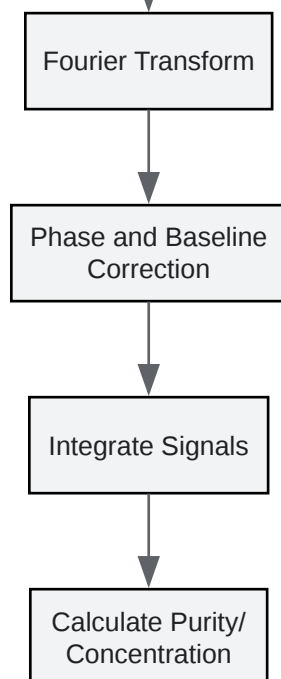 Fourier Transform
Phase and Baseline
Correction
Integrate Signals
Calculate Purity/
Concentration